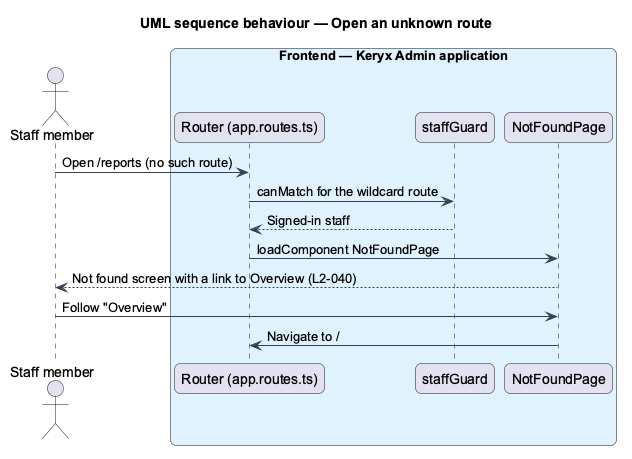 UML sequence behaviour — Open an unknown route
Frontend — Keryx Admin application
Staff member
Router (app.routes.ts)
staffGuard
NotFoundPage
Open /reports (no such route)
canMatch for the wildcard route
Signed-in staff
loadComponent NotFoundPage
Not found screen with a link to Overview (L2-040)
Follow "Overview"
Navigate to /
Staff member
Router (app.routes.ts)
staffGuard
NotFoundPage